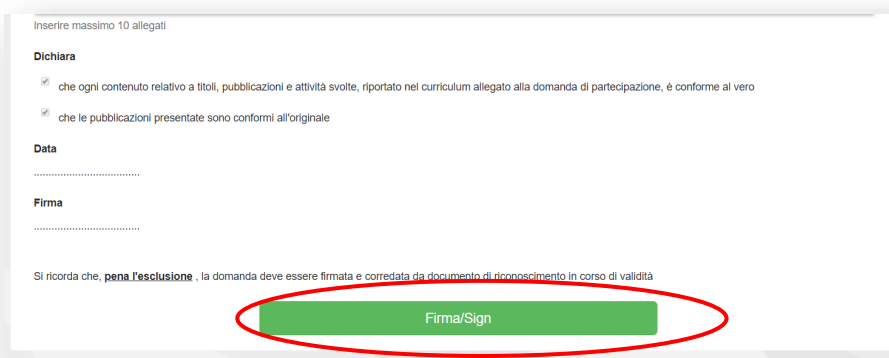 Inserire massimo 10 allegati
Dichiara
che ogni contenuto relativo a titoli, pubblicazioni e attività svolte, riportato nel curriculum allegato alla domanda di partecipazione, è conforme al vero
che le pubblicazioni presentate sono conformi all'originale
Data
....................................
Firma
....................................
Si ricorda che, pena l'esclusione , la domanda deve essere firmata e corredata da documento di riconoscimento in corso di validità
Firma/Sign